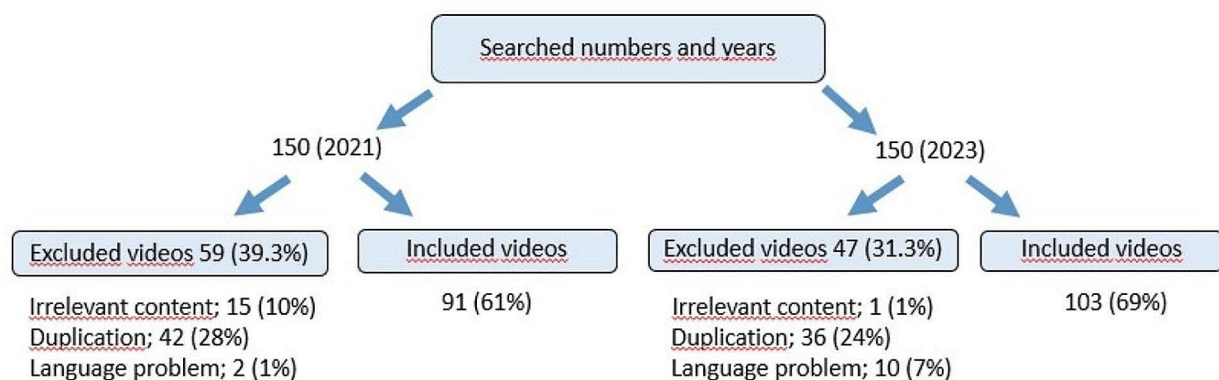 Searched numbers and years
150 (2021)
150 (2023)
Excluded videos 59 (39.3%)
Included videos
Excluded videos 47 (31.3%)
Included videos
Irrelevant content; 15 (10%)
Duplication; 42 (28%)
Language problem; 2 (1%)
91 (61%)
Irrelevant content; 1 (1%)
Duplication; 36 (24%)
Language problem; 10 (7%)
103 (69%)